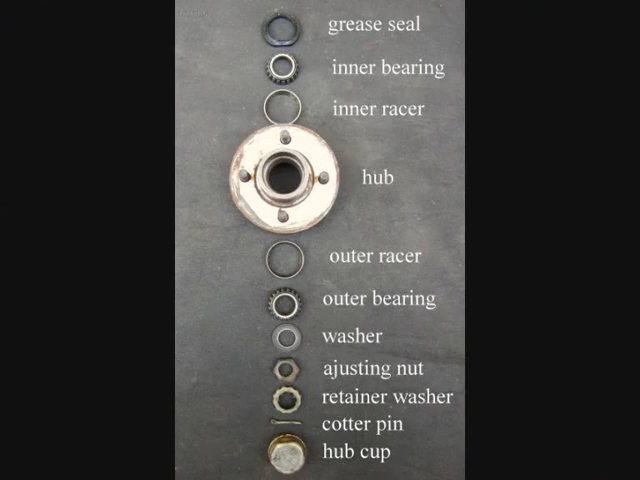 grease seal
inner bearing
inner racer
hub
outer racer
outer bearing
washer
ajusting nut
retainer washer
cotter pin
hub cup